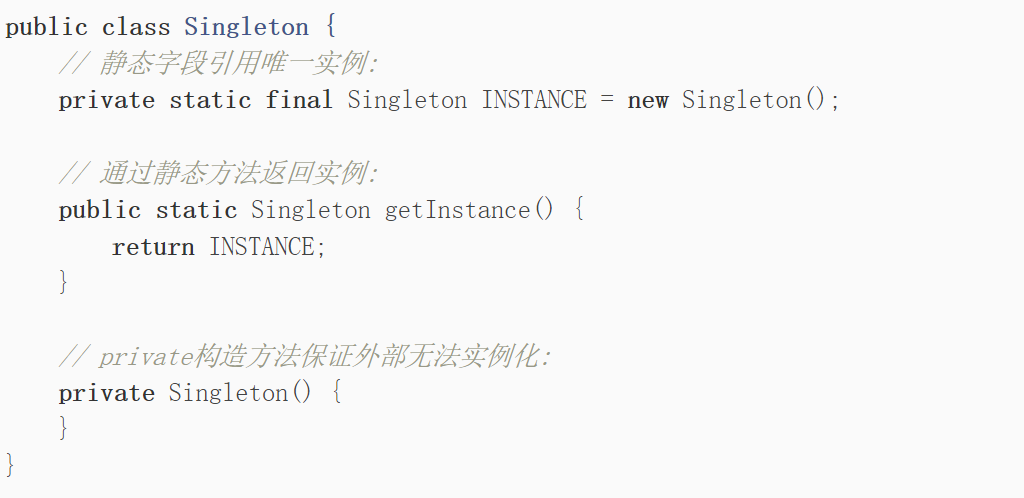 public class Singleton {
    // 静态字段引用唯一实例:
    private static final Singleton INSTANCE = new Singleton();

    // 通过静态方法返回实例:
    public static Singleton getInstance() {
        return INSTANCE;
    }

    // private构造方法保证外部无法实例化:
    private Singleton() {
    }
}